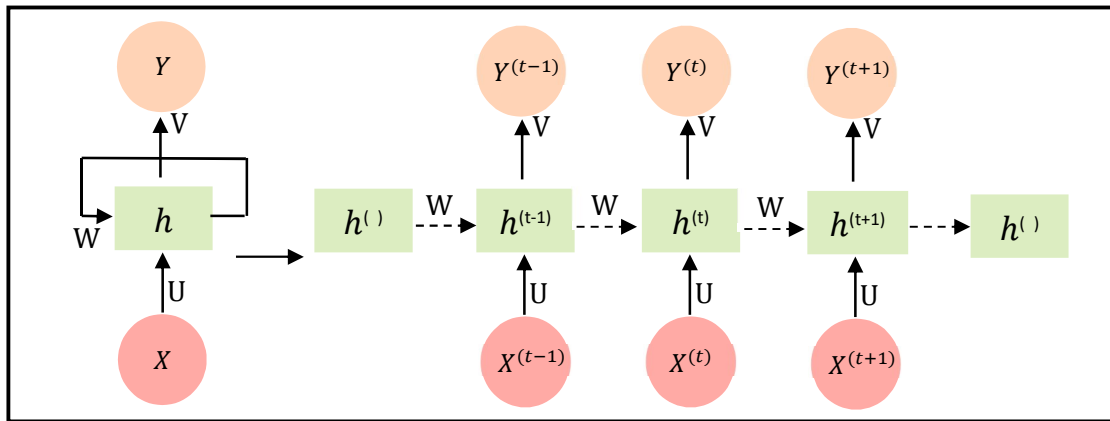 Y Y⁽ᵗ⁻¹⁾ Y⁽ᵗ⁾ Y⁽ᵗ⁺¹⁾
V V V V
W h h⁽ ⁾ W h⁽ᵗ⁻¹⁾ W h⁽ᵗ⁾ W h⁽ᵗ⁺¹⁾ h⁽ ⁾
U U U U
X X⁽ᵗ⁻¹⁾ X⁽ᵗ⁾ X⁽ᵗ⁺¹⁾